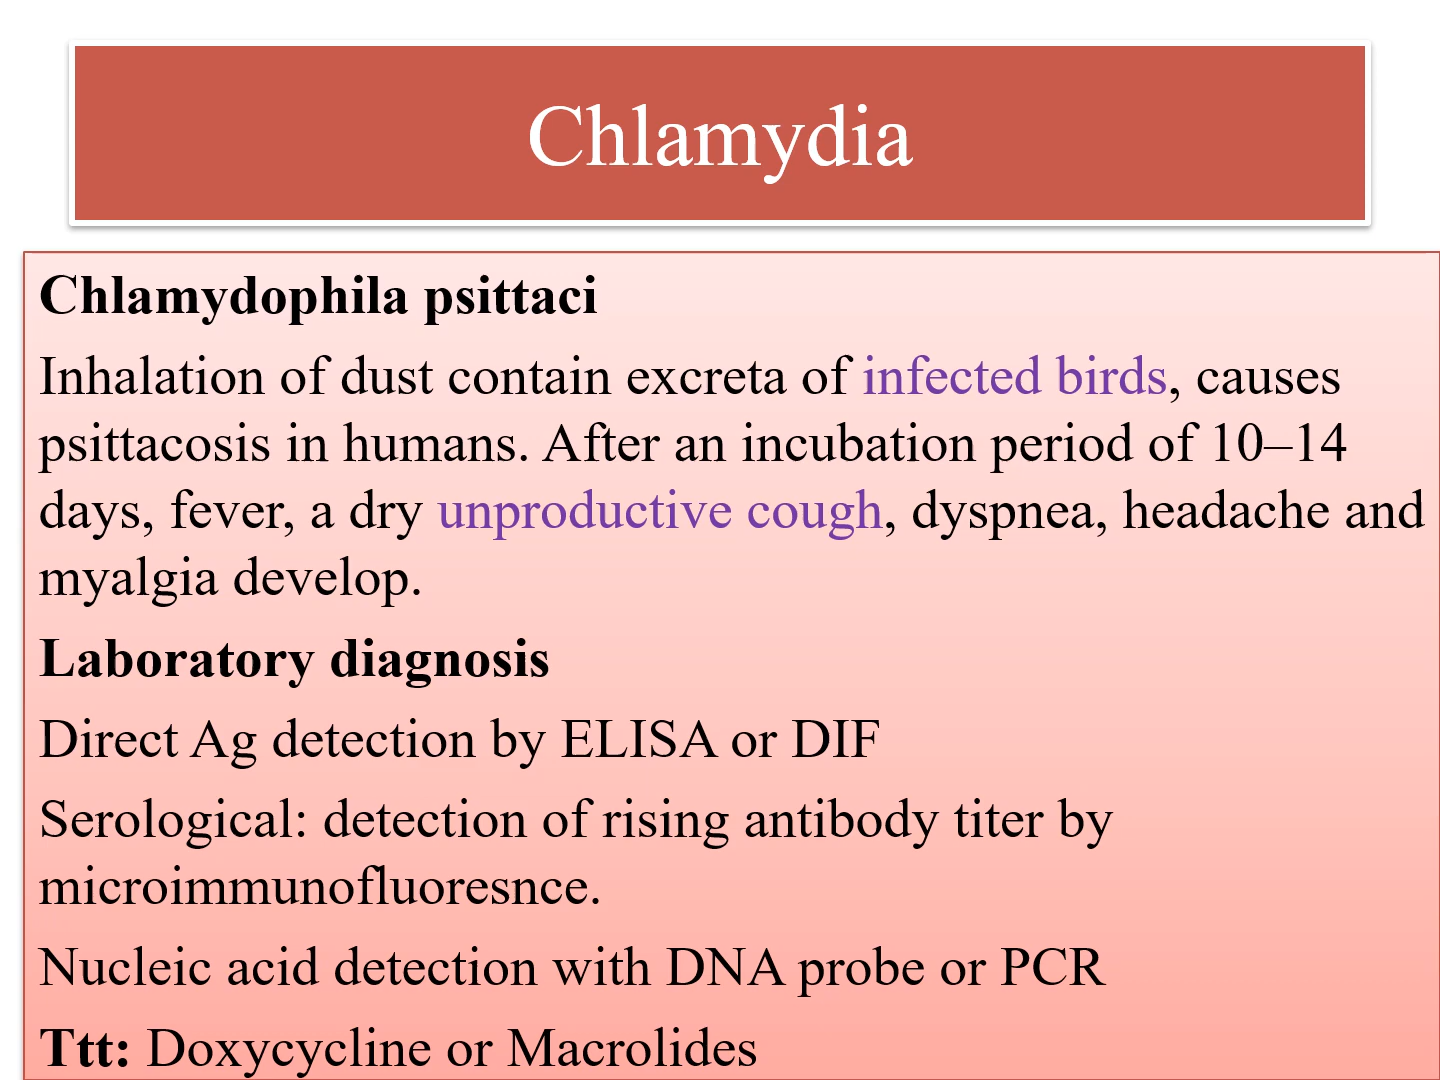 Chlamydia
Chlamydophila psittaci
Inhalation of dust contain excreta of infected birds, causes
psittacosis in humans. After an incubation period of 10–14
days, fever, a dry unproductive cough, dyspnea, headache and
myalgia develop.
Laboratory diagnosis
Direct Ag detection by ELISA or DIF
Serological: detection of rising antibody titer by
microimmunofluoresnce.
Nucleic acid detection with DNA probe or PCR
Ttt: Doxycycline or Macrolides